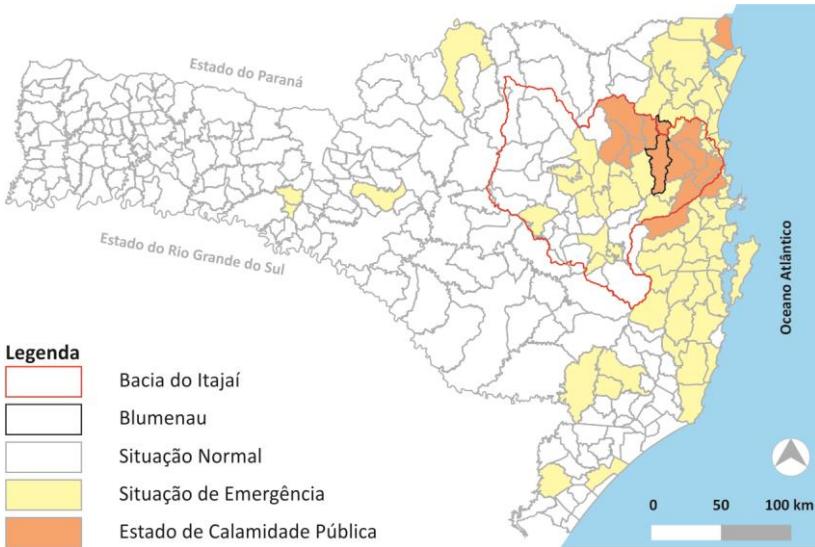 Estado do Paraná
Estado do Rio Grande do Sul
Oceano Atlântico
Legenda
Bacia do Itajaí
Blumenau
Situação Normal
Situação de Emergência
Estado de Calamidade Pública
0 50 100 km